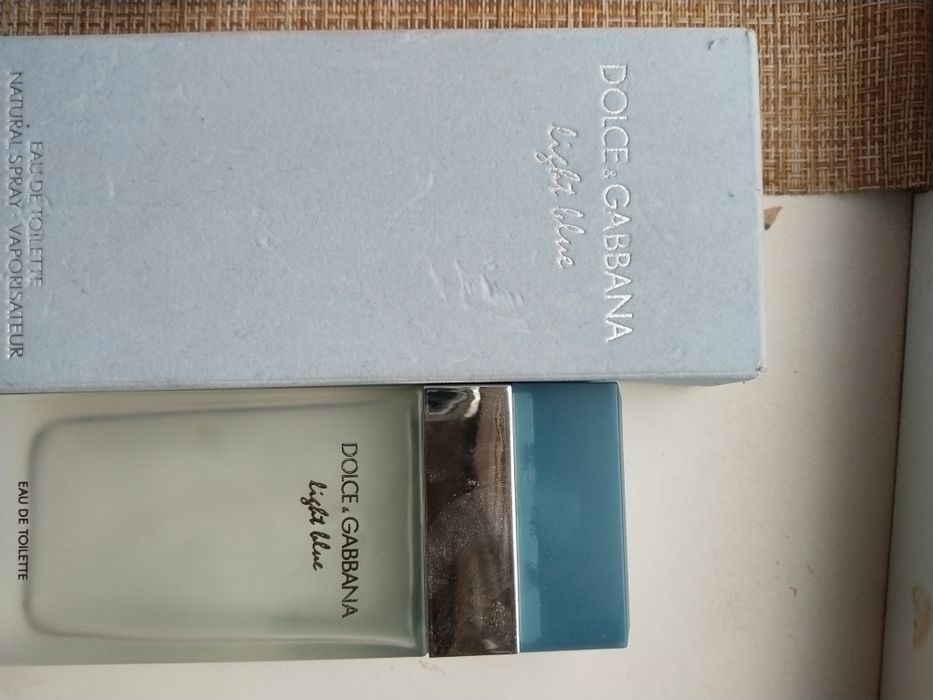 DOLCE & GABBANA
light blue
EAU DE TOILETTE
NATURAL SPRAY - VAPORISATEUR
DOLCE & GABBANA
light blue
EAU DE TOILETTE